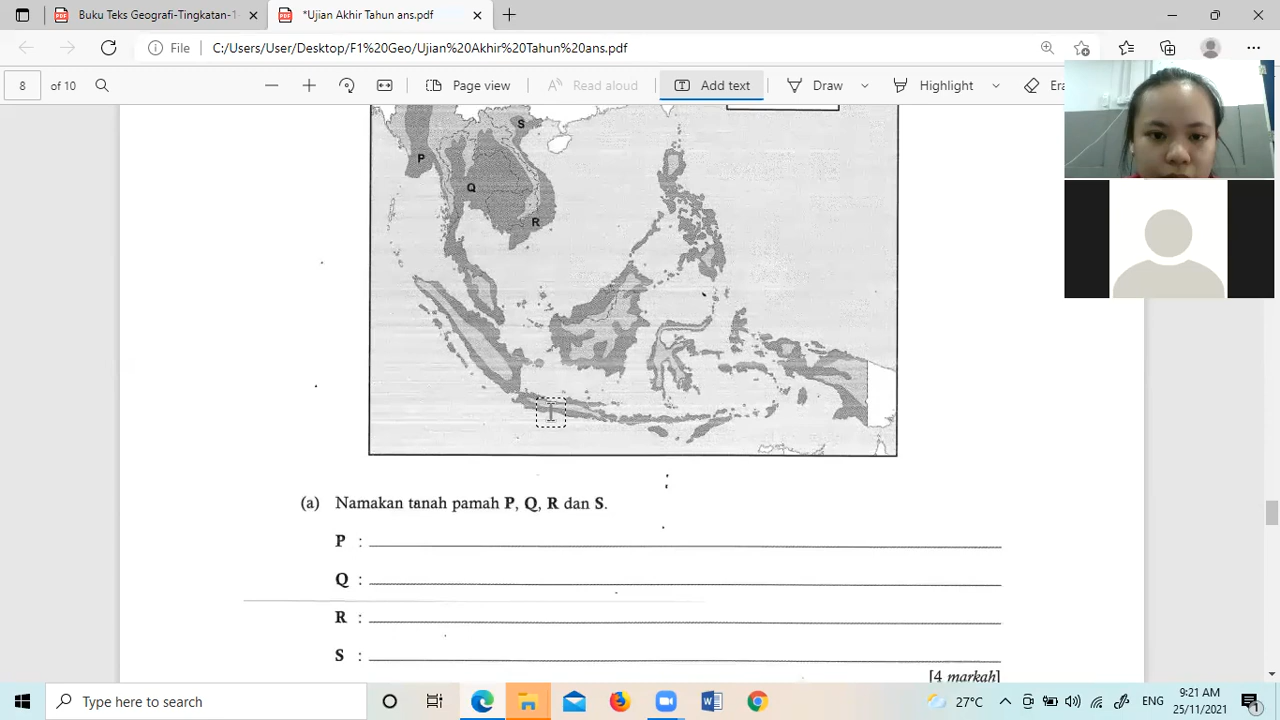 Buku Teks Geografi-Tingkatan-1
*Ujian Akhir Tahun ans.pdf
File
C:/Users/User/Desktop/F1%20Geo/Ujian%20Akhir%20Tahun%20ans.pdf
8 of 10
Page view
Read aloud
Add text
Draw
Highlight
Era
S
P
Q
R
(a) Namakan tanah pamah P, Q, R dan S.
P :
Q :
R :
S :
[4 markah]
Type here to search
27°C
ENG
9:21 AM
25/11/2021
1